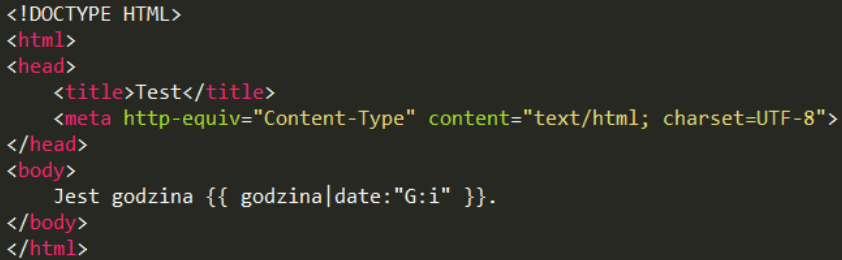 <!DOCTYPE HTML>
<html>
<head>
    <title>Test</title>
    <meta http-equiv="Content-Type" content="text/html; charset=UTF-8">
</head>
<body>
    Jest godzina {{ godzina|date:"G:i" }}.
</body>
</html>